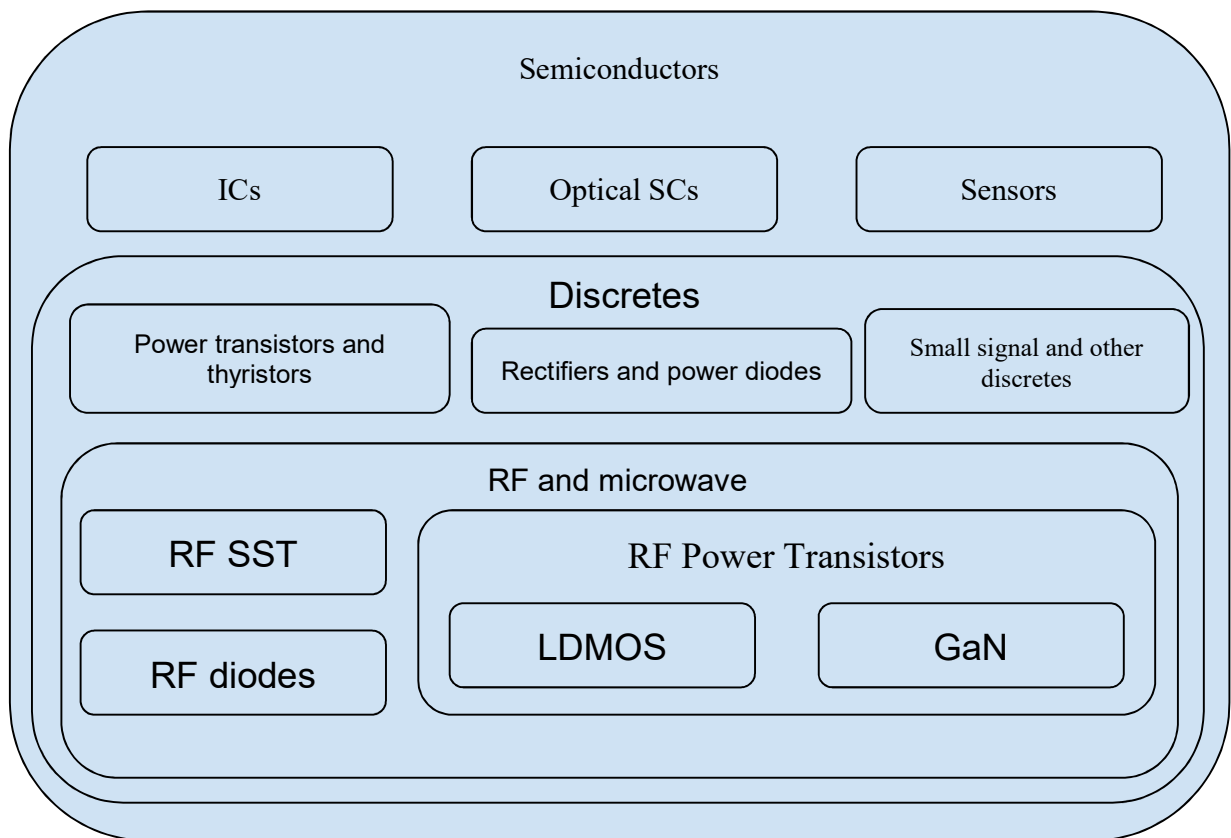 Semiconductors
ICs
Optical SCs
Sensors
Discretes
Power transistors and
thyristors
Rectifiers and power diodes
Small signal and other
discretes
RF and microwave
RF SST
RF Power Transistors
LDMOS
GaN
RF diodes